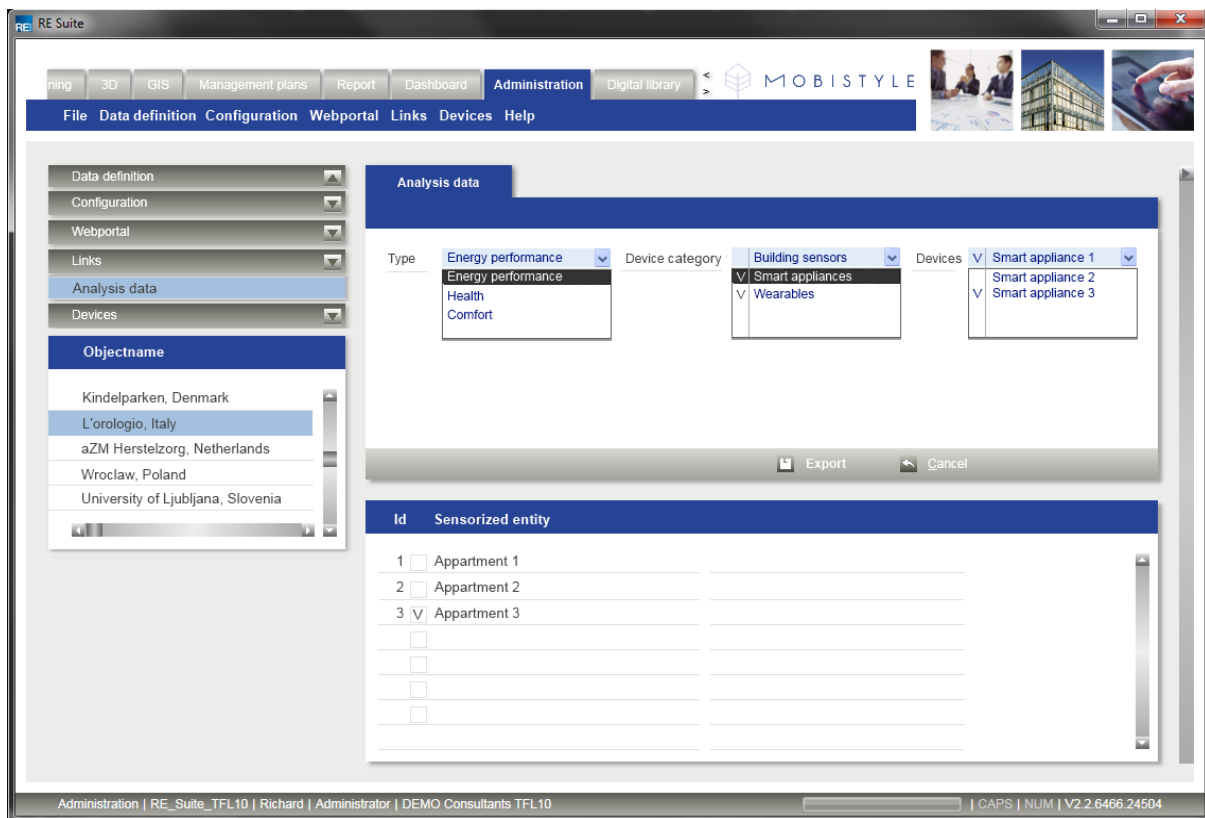 RE! RE Suite
ning 3D GIS Management plans Report Dashboard Administration Digital library < > MOBISTYLE
File Data definition Configuration Webportal Links Devices Help
Data definition
Configuration
Webportal
Links
Analysis data
Devices
Objectname
Kindelparken, Denmark
L'orologio, Italy
aZM Herstelzorg, Netherlands
Wroclaw, Poland
University of Ljubljana, Slovenia
Analysis data
Type Energy performance Device category Building sensors Devices V Smart appliance 1
Energy performance V Smart appliances Smart appliance 2
Health V Wearables V Smart appliance 3
Comfort
Export Cancel
Id Sensorized entity
1 Appartment 1
2 Appartment 2
3 V Appartment 3
Administration | RE_Suite_TFL10 | Richard | Administrator | DEMO Consultants TFL10 | CAPS | NUM | V2.2.6466.24504